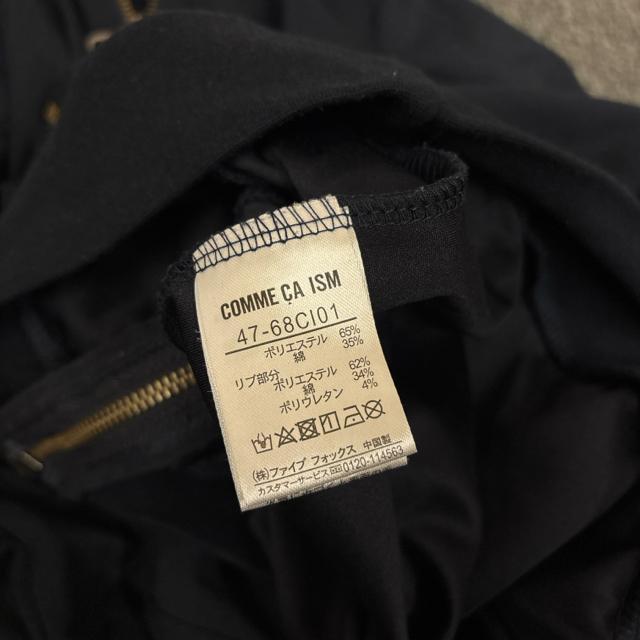 COMME ÇA ISM
47-68CI01
ポリエステル 65%
綿 35%
リブ部分 ポリエステル 62%
綿 34%
ポリウレタン 4%
(株)ファイブ フォックス 中国製
カスタマーサービス 0120-114563